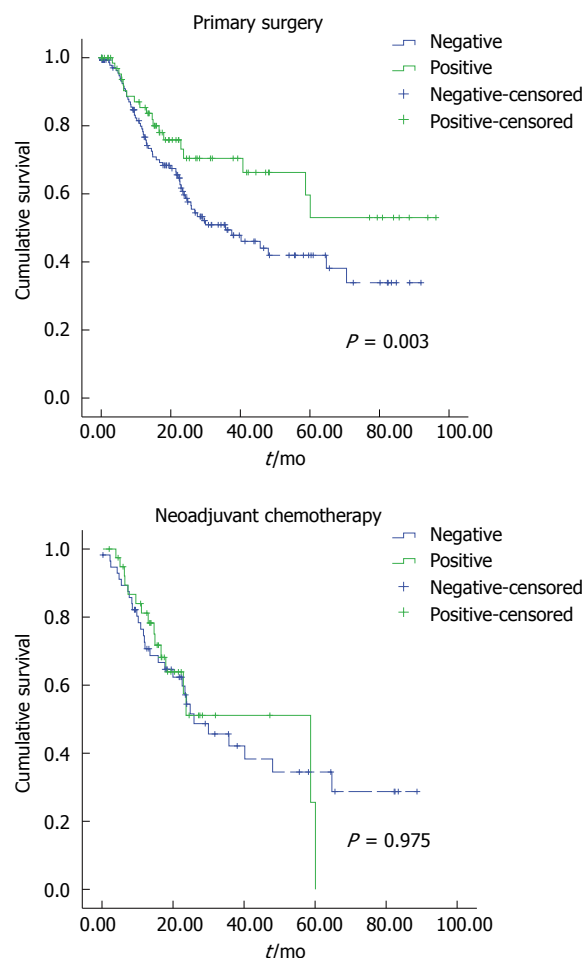 Primary surgery
Negative
Positive
Negative-censored
Positive-censored
Cumulative survival
1.0
0.8
0.6
0.4
0.2
0.0
P = 0.003
0.00 20.00 40.00 60.00 80.00 100.00
t/mo
Neoadjuvant chemotherapy
Negative
Positive
Negative-censored
Positive-censored
Cumulative survival
1.0
0.8
0.6
0.4
0.2
0.0
P = 0.975
0.00 20.00 40.00 60.00 80.00 100.00
t/mo